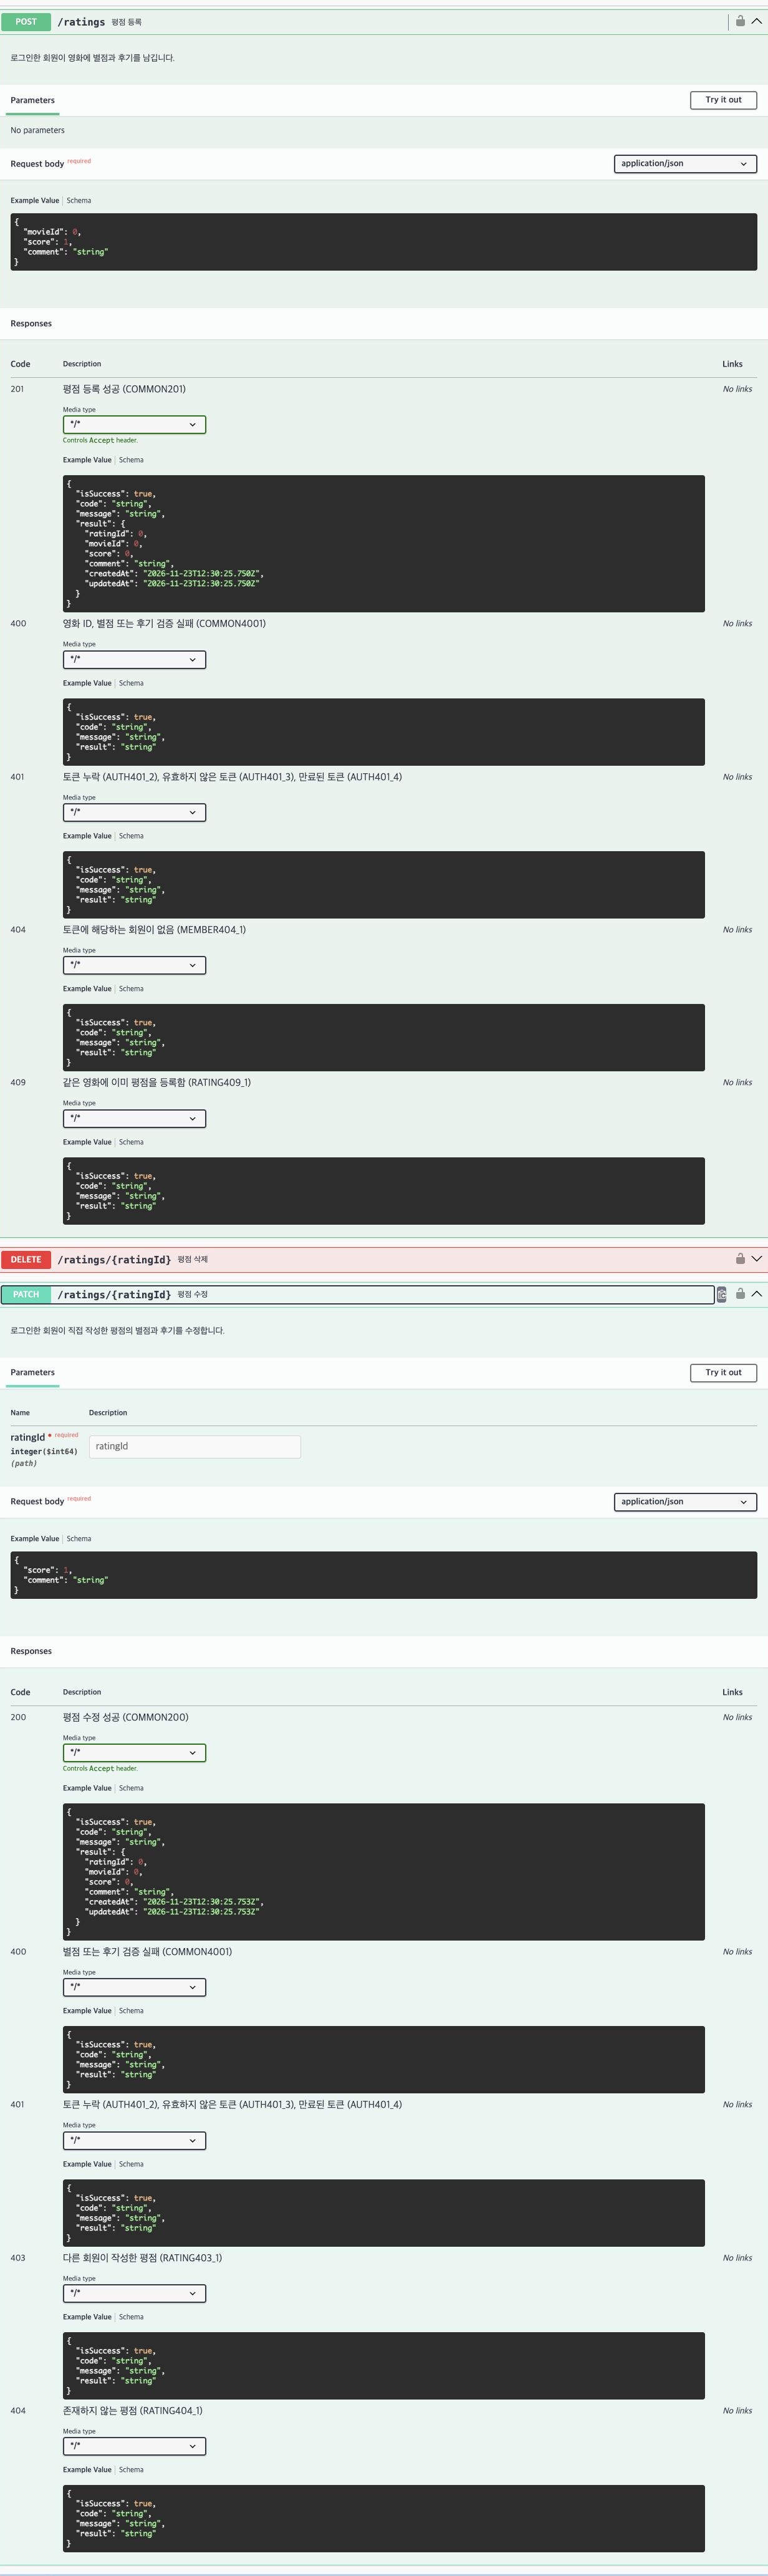 POST /ratings 평점 등록
로그인한 회원이 영화에 별점과 후기를 남깁니다.
Parameters Try it out
No parameters
Request body required application/json
Example Value | Schema
{
"movieId": 0,
"score": 1,
"comment": "string"
}
Responses
Code Description Links
201 평점 등록 성공 (COMMON201) No links
Media type
*/*
Controls Accept header.
Example Value | Schema
{
"isSuccess": true,
"code": "string",
"message": "string",
"result": {
"ratingId": 0,
"movieId": 0,
"score": 0,
"comment": "string",
"createdAt": "2026-11-23T12:30:25.750Z",
"updatedAt": "2026-11-23T12:30:25.750Z"
}
}
400 영화 ID, 별점 또는 후기 검증 실패 (COMMON4001) No links
Media type
*/*
Example Value | Schema
{
"isSuccess": true,
"code": "string",
"message": "string",
"result": "string"
}
401 토큰 누락 (AUTH401_2), 유효하지 않은 토큰 (AUTH401_3), 만료된 토큰 (AUTH401_4) No links
Media type
*/*
Example Value | Schema
{
"isSuccess": true,
"code": "string",
"message": "string",
"result": "string"
}
404 토큰에 해당하는 회원이 없음 (MEMBER404_1) No links
Media type
*/*
Example Value | Schema
{
"isSuccess": true,
"code": "string",
"message": "string",
"result": "string"
}
409 같은 영화에 이미 평점을 등록함 (RATING409_1) No links
Media type
*/*
Example Value | Schema
{
"isSuccess": true,
"code": "string",
"message": "string",
"result": "string"
}
DELETE /ratings/{ratingId} 평점 삭제
PATCH /ratings/{ratingId} 평점 수정
로그인한 회원이 직접 작성한 평점의 별점과 후기를 수정합니다.
Parameters Try it out
Name Description
ratingId * required ratingId
integer($int64)
(path)
Request body required application/json
Example Value | Schema
{
"score": 1,
"comment": "string"
}
Responses
Code Description Links
200 평점 수정 성공 (COMMON200) No links
Media type
*/*
Controls Accept header.
Example Value | Schema
{
"isSuccess": true,
"code": "string",
"message": "string",
"result": {
"ratingId": 0,
"movieId": 0,
"score": 0,
"comment": "string",
"createdAt": "2026-11-23T12:30:25.753Z",
"updatedAt": "2026-11-23T12:30:25.753Z"
}
}
400 별점 또는 후기 검증 실패 (COMMON4001) No links
Media type
*/*
Example Value | Schema
{
"isSuccess": true,
"code": "string",
"message": "string",
"result": "string"
}
401 토큰 누락 (AUTH401_2), 유효하지 않은 토큰 (AUTH401_3), 만료된 토큰 (AUTH401_4) No links
Media type
*/*
Example Value | Schema
{
"isSuccess": true,
"code": "string",
"message": "string",
"result": "string"
}
403 다른 회원이 작성한 평점 (RATING403_1) No links
Media type
*/*
Example Value | Schema
{
"isSuccess": true,
"code": "string",
"message": "string",
"result": "string"
}
404 존재하지 않는 평점 (RATING404_1) No links
Media type
*/*
Example Value | Schema
{
"isSuccess": true,
"code": "string",
"message": "string",
"result": "string"
}